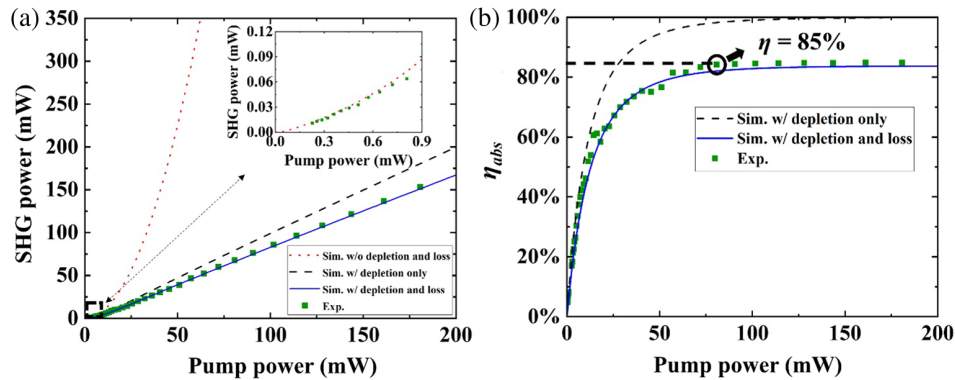 (a)
SHG power (mW)
350
300
250
200
150
100
50
0
0
50
100
150
200
Pump power (mW)
SHG power (mW)
0.12
0.09
0.06
0.03
0.00
0.0
0.3
0.6
0.9
Pump power (mW)
Sim. w/o depletion and loss
Sim. w/ depletion only
Sim. w/ depletion and loss
Exp.
(b)
ηabs
100%
80%
60%
40%
20%
0%
0
50
100
150
200
Pump power (mW)
η = 85%
Sim. w/ depletion only
Sim. w/ depletion and loss
Exp.